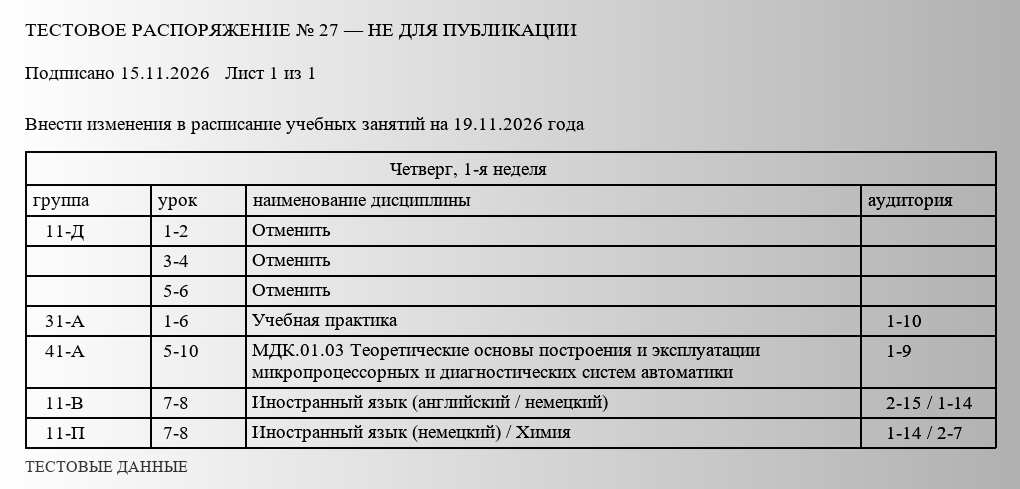 ТЕСТОВОЕ РАСПОРЯЖЕНИЕ № 27 — НЕ ДЛЯ ПУБЛИКАЦИИ
Подписано 15.11.2026 Лист 1 из 1
Внести изменения в расписание учебных занятий на 19.11.2026 года
Четверг, 1-я неделя
группа урок наименование дисциплины аудитория
11-Д 1-2 Отменить
3-4 Отменить
5-6 Отменить
31-А 1-6 Учебная практика 1-10
41-А 5-10 МДК.01.03 Теоретические основы построения и эксплуатации 1-9
микропроцессорных и диагностических систем автоматики
11-В 7-8 Иностранный язык (английский / немецкий) 2-15 / 1-14
11-П 7-8 Иностранный язык (немецкий) / Химия 1-14 / 2-7
ТЕСТОВЫЕ ДАННЫЕ